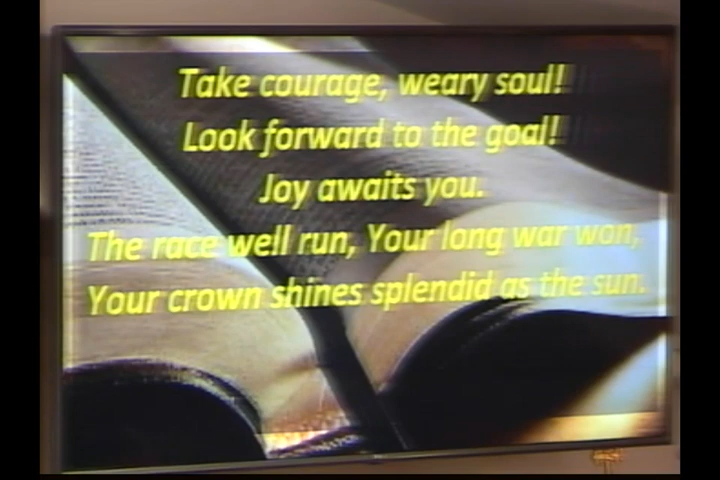 Take courage, weary soul!
Look forward to the goal!
Joy awaits you.
The race well run, Your long war won,
Your crown shines splendid as the sun.